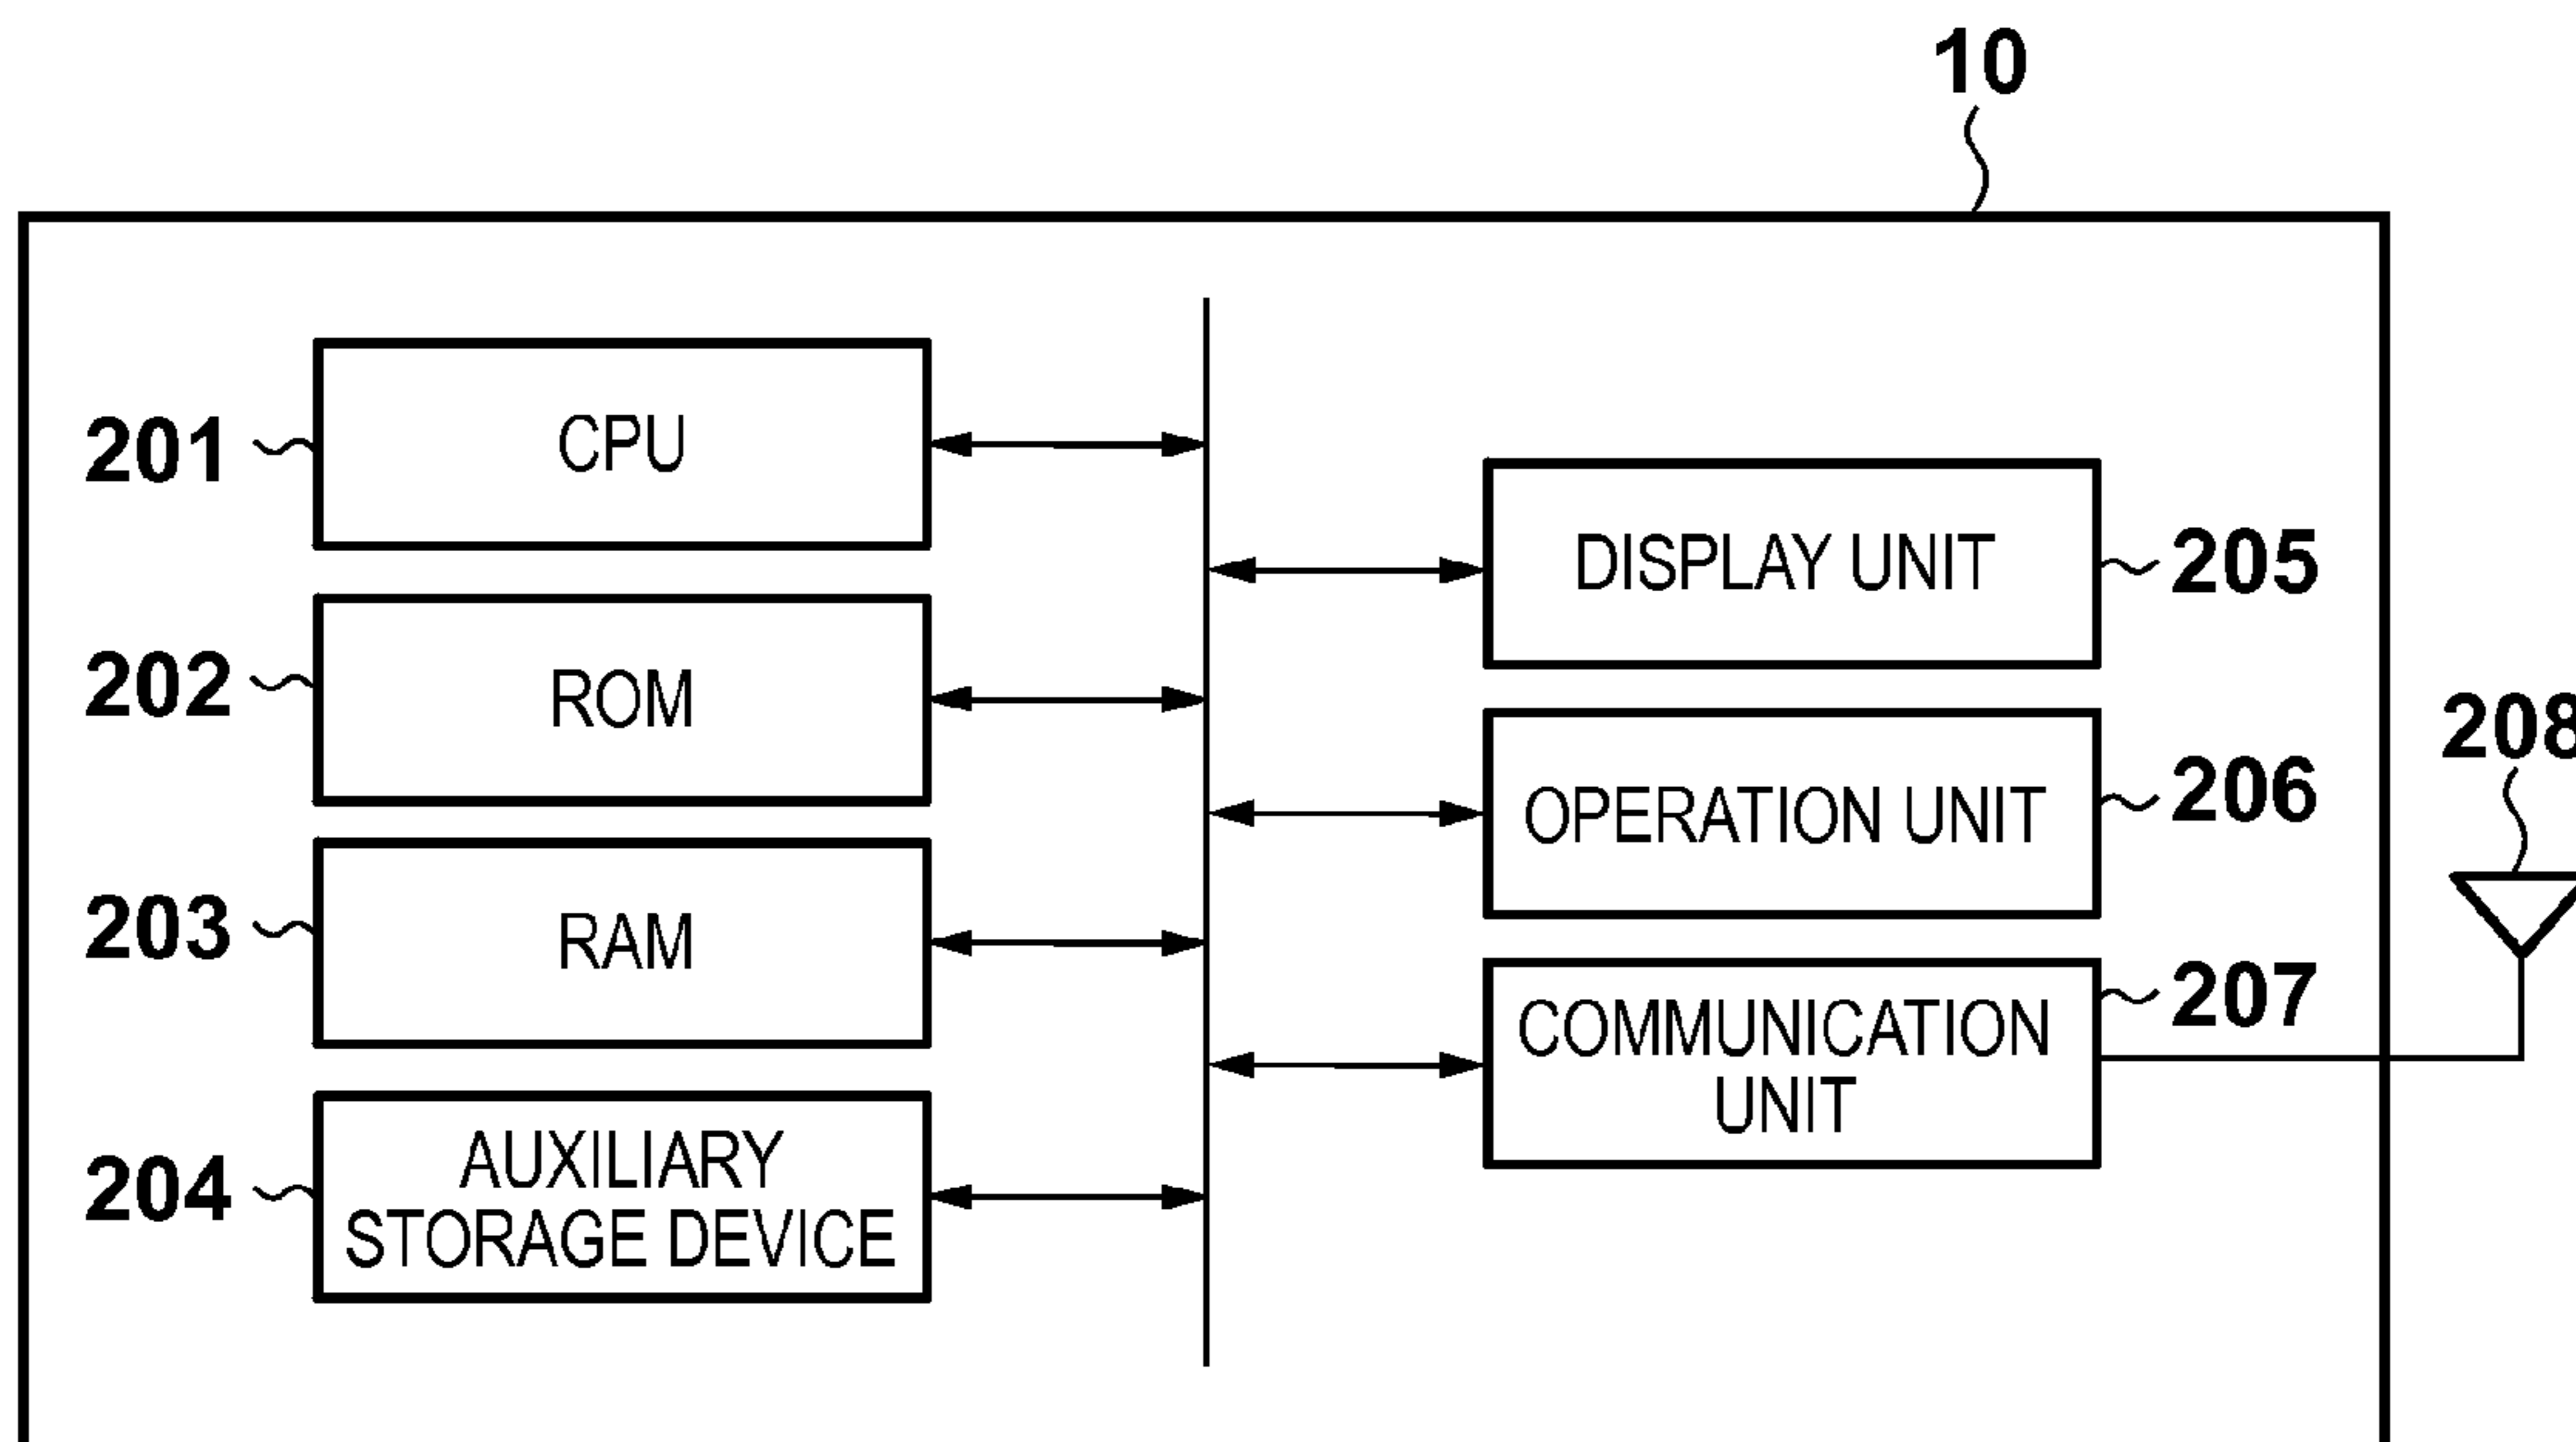 10
201
CPU
202
ROM
203
RAM
204
AUXILIARY
STORAGE DEVICE
DISPLAY UNIT
205
OPERATION UNIT
206
COMMUNICATION
UNIT
207
208